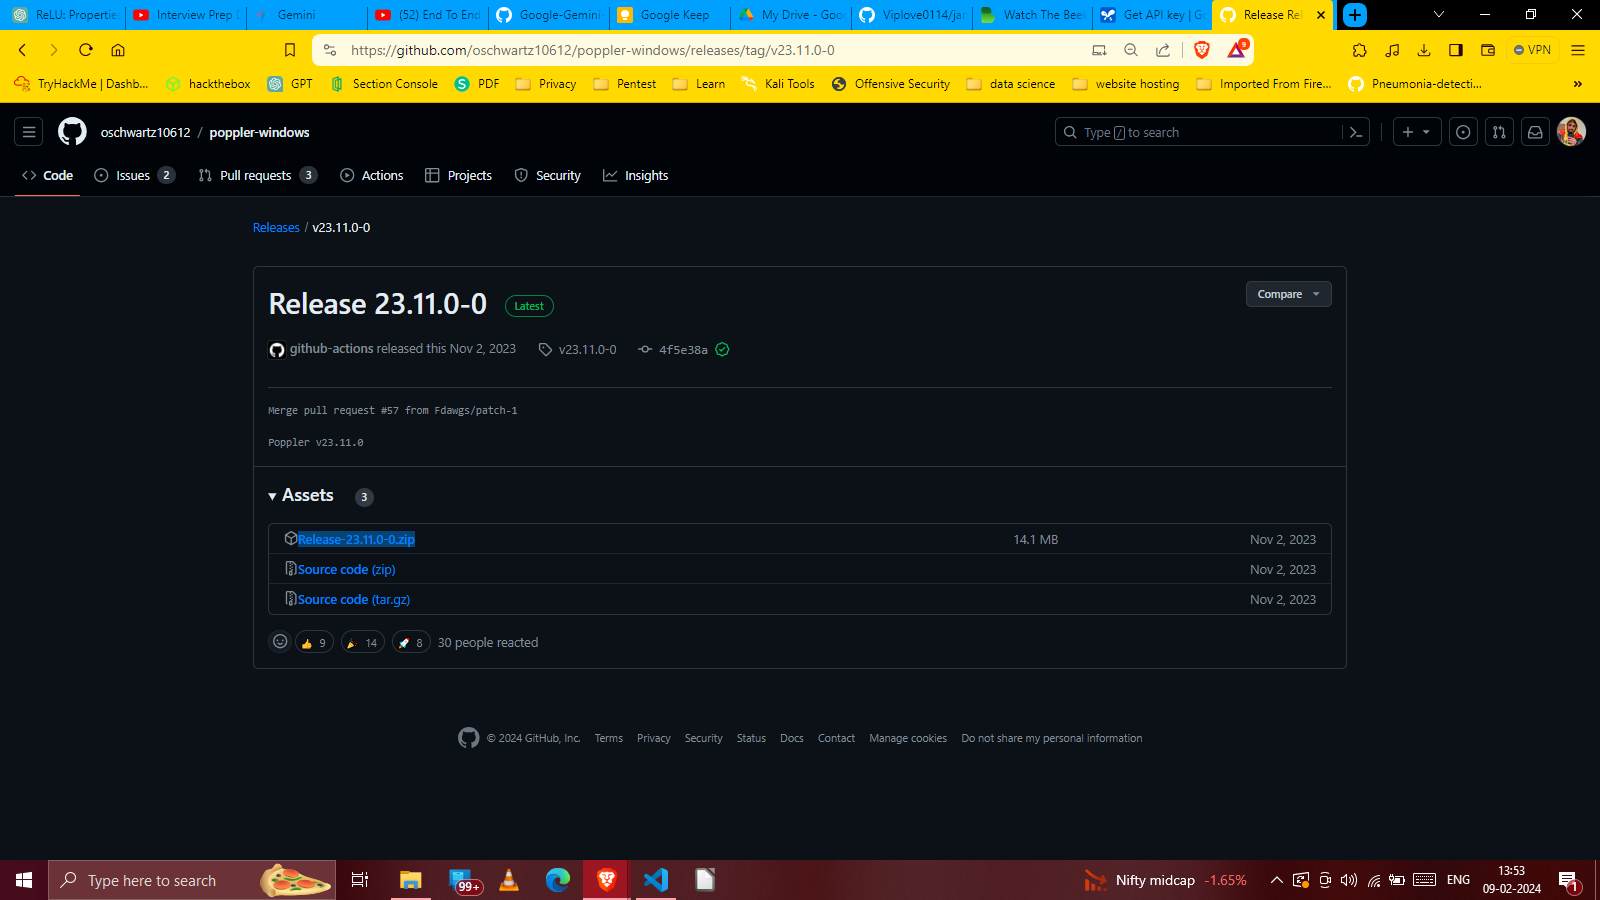 ReLU: Properties
Interview Prep
Gemini
(52) End To End
Google-Gemini-
Google Keep
My Drive - Goo
Viplove0114/jar
Watch The Beek
Get API key | Go
Release Rel
https://github.com/oschwartz10612/poppler-windows/releases/tag/v23.11.0-0
9
VPN
TryHackMe | Dashb...
hackthebox
GPT
Section Console
PDF
Privacy
Pentest
Learn
Kali Tools
Offensive Security
data science
website hosting
Imported From Fire...
Pneumonia-detecti...
»
oschwartz10612 / poppler-windows
Type / to search
Code
Issues 2
Pull requests 3
Actions
Projects
Security
Insights
Releases / v23.11.0-0
Release 23.11.0-0 Latest
Compare
github-actions released this Nov 2, 2023
v23.11.0-0
4f5e38a
Merge pull request #57 from Fdawgs/patch-1
Poppler v23.11.0
Assets 3
Release-23.11.0-0.zip 14.1 MB Nov 2, 2023
Source code (zip) Nov 2, 2023
Source code (tar.gz) Nov 2, 2023
9 14 8 30 people reacted
© 2024 GitHub, Inc. Terms Privacy Security Status Docs Contact Manage cookies Do not share my personal information
Type here to search
99+
Nifty midcap -1.65%
ENG
13:53
09-02-2024
1